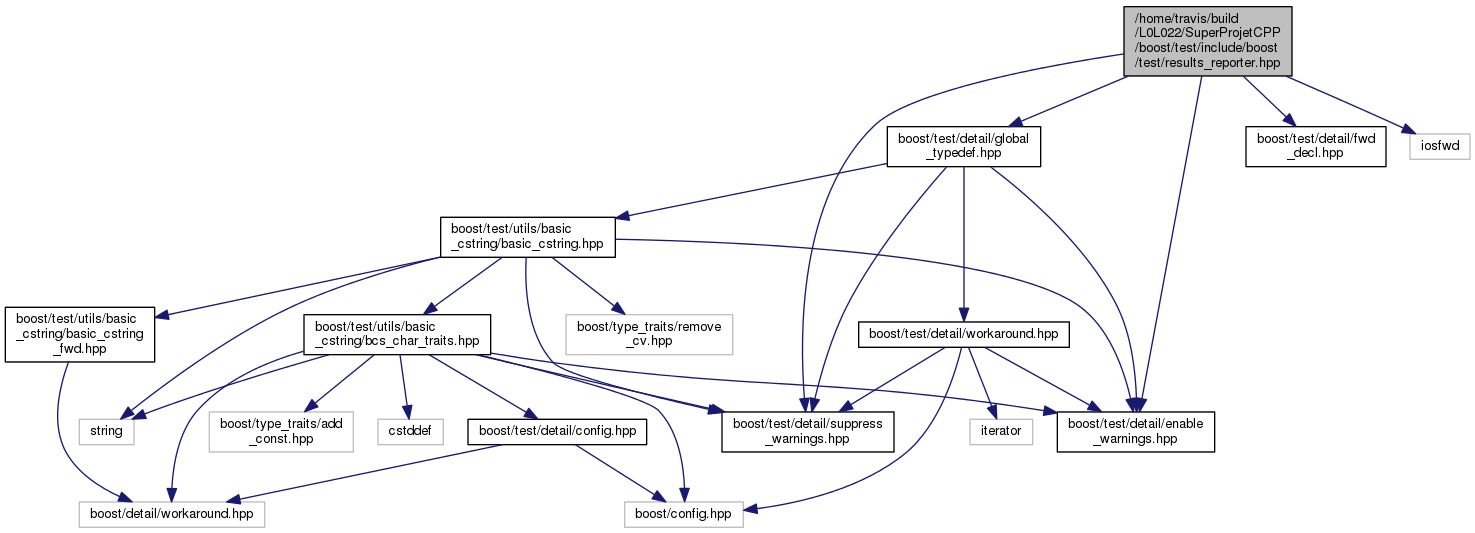 /home/travis/build
/L0L022/SuperProjetCPP
/boost/test/include/boost
/test/results_reporter.hpp
boost/test/detail/global
_typedef.hpp
boost/test/detail/fwd
_decl.hpp
iosfwd
boost/test/utils/basic
_cstring/basic_cstring.hpp
boost/test/utils/basic
_cstring/basic_cstring
_fwd.hpp
boost/test/utils/basic
_cstring/bcs_char_traits.hpp
boost/type_traits/remove
_cv.hpp
boost/test/detail/workaround.hpp
string
boost/type_traits/add
_const.hpp
cstddef
boost/test/detail/config.hpp
boost/test/detail/suppress
_warnings.hpp
iterator
boost/test/detail/enable
_warnings.hpp
boost/detail/workaround.hpp
boost/config.hpp